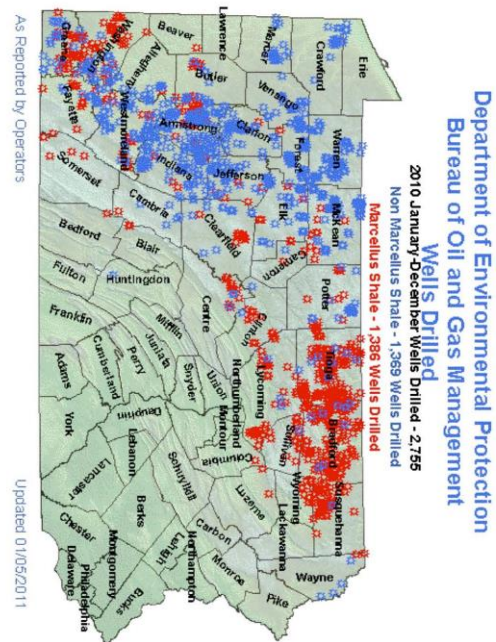 Department of Environmental Protection
Bureau of Oil and Gas Management
Wells Drilled
2010 January-December Wells Drilled - 2,755
Non Marcellus Shale - 1,369 Wells Drilled
Marcellus Shale - 1,386 Wells Drilled
Erie
Crawford
Warren
McKean
Potter
Tioga
Bradford
Susquehanna
Wayne
Mercer
Venango
Forest
Elk
Cameron
Clinton
Lycoming
Sullivan
Wyoming
Lackawanna
Pike
Lawrence
Butler
Clarion
Jefferson
Clearfield
Centre
Union
Northumberland
Montour
Columbia
Luzerne
Monroe
Carbon
Beaver
Allegheny
Armstrong
Indiana
Cambria
Blair
Huntingdon
Mifflin
Juniata
Snyder
Perry
Dauphin
Schuylkill
Lehigh
Northampton
Washington
Westmoreland
Greene
Fayette
Somerset
Bedford
Fulton
Franklin
Cumberland
Adams
York
Lebanon
Lancaster
Berks
Chester
Montgomery
Bucks
Delaware
Philadelphia
As Reported by Operators
Updated 01/05/2011